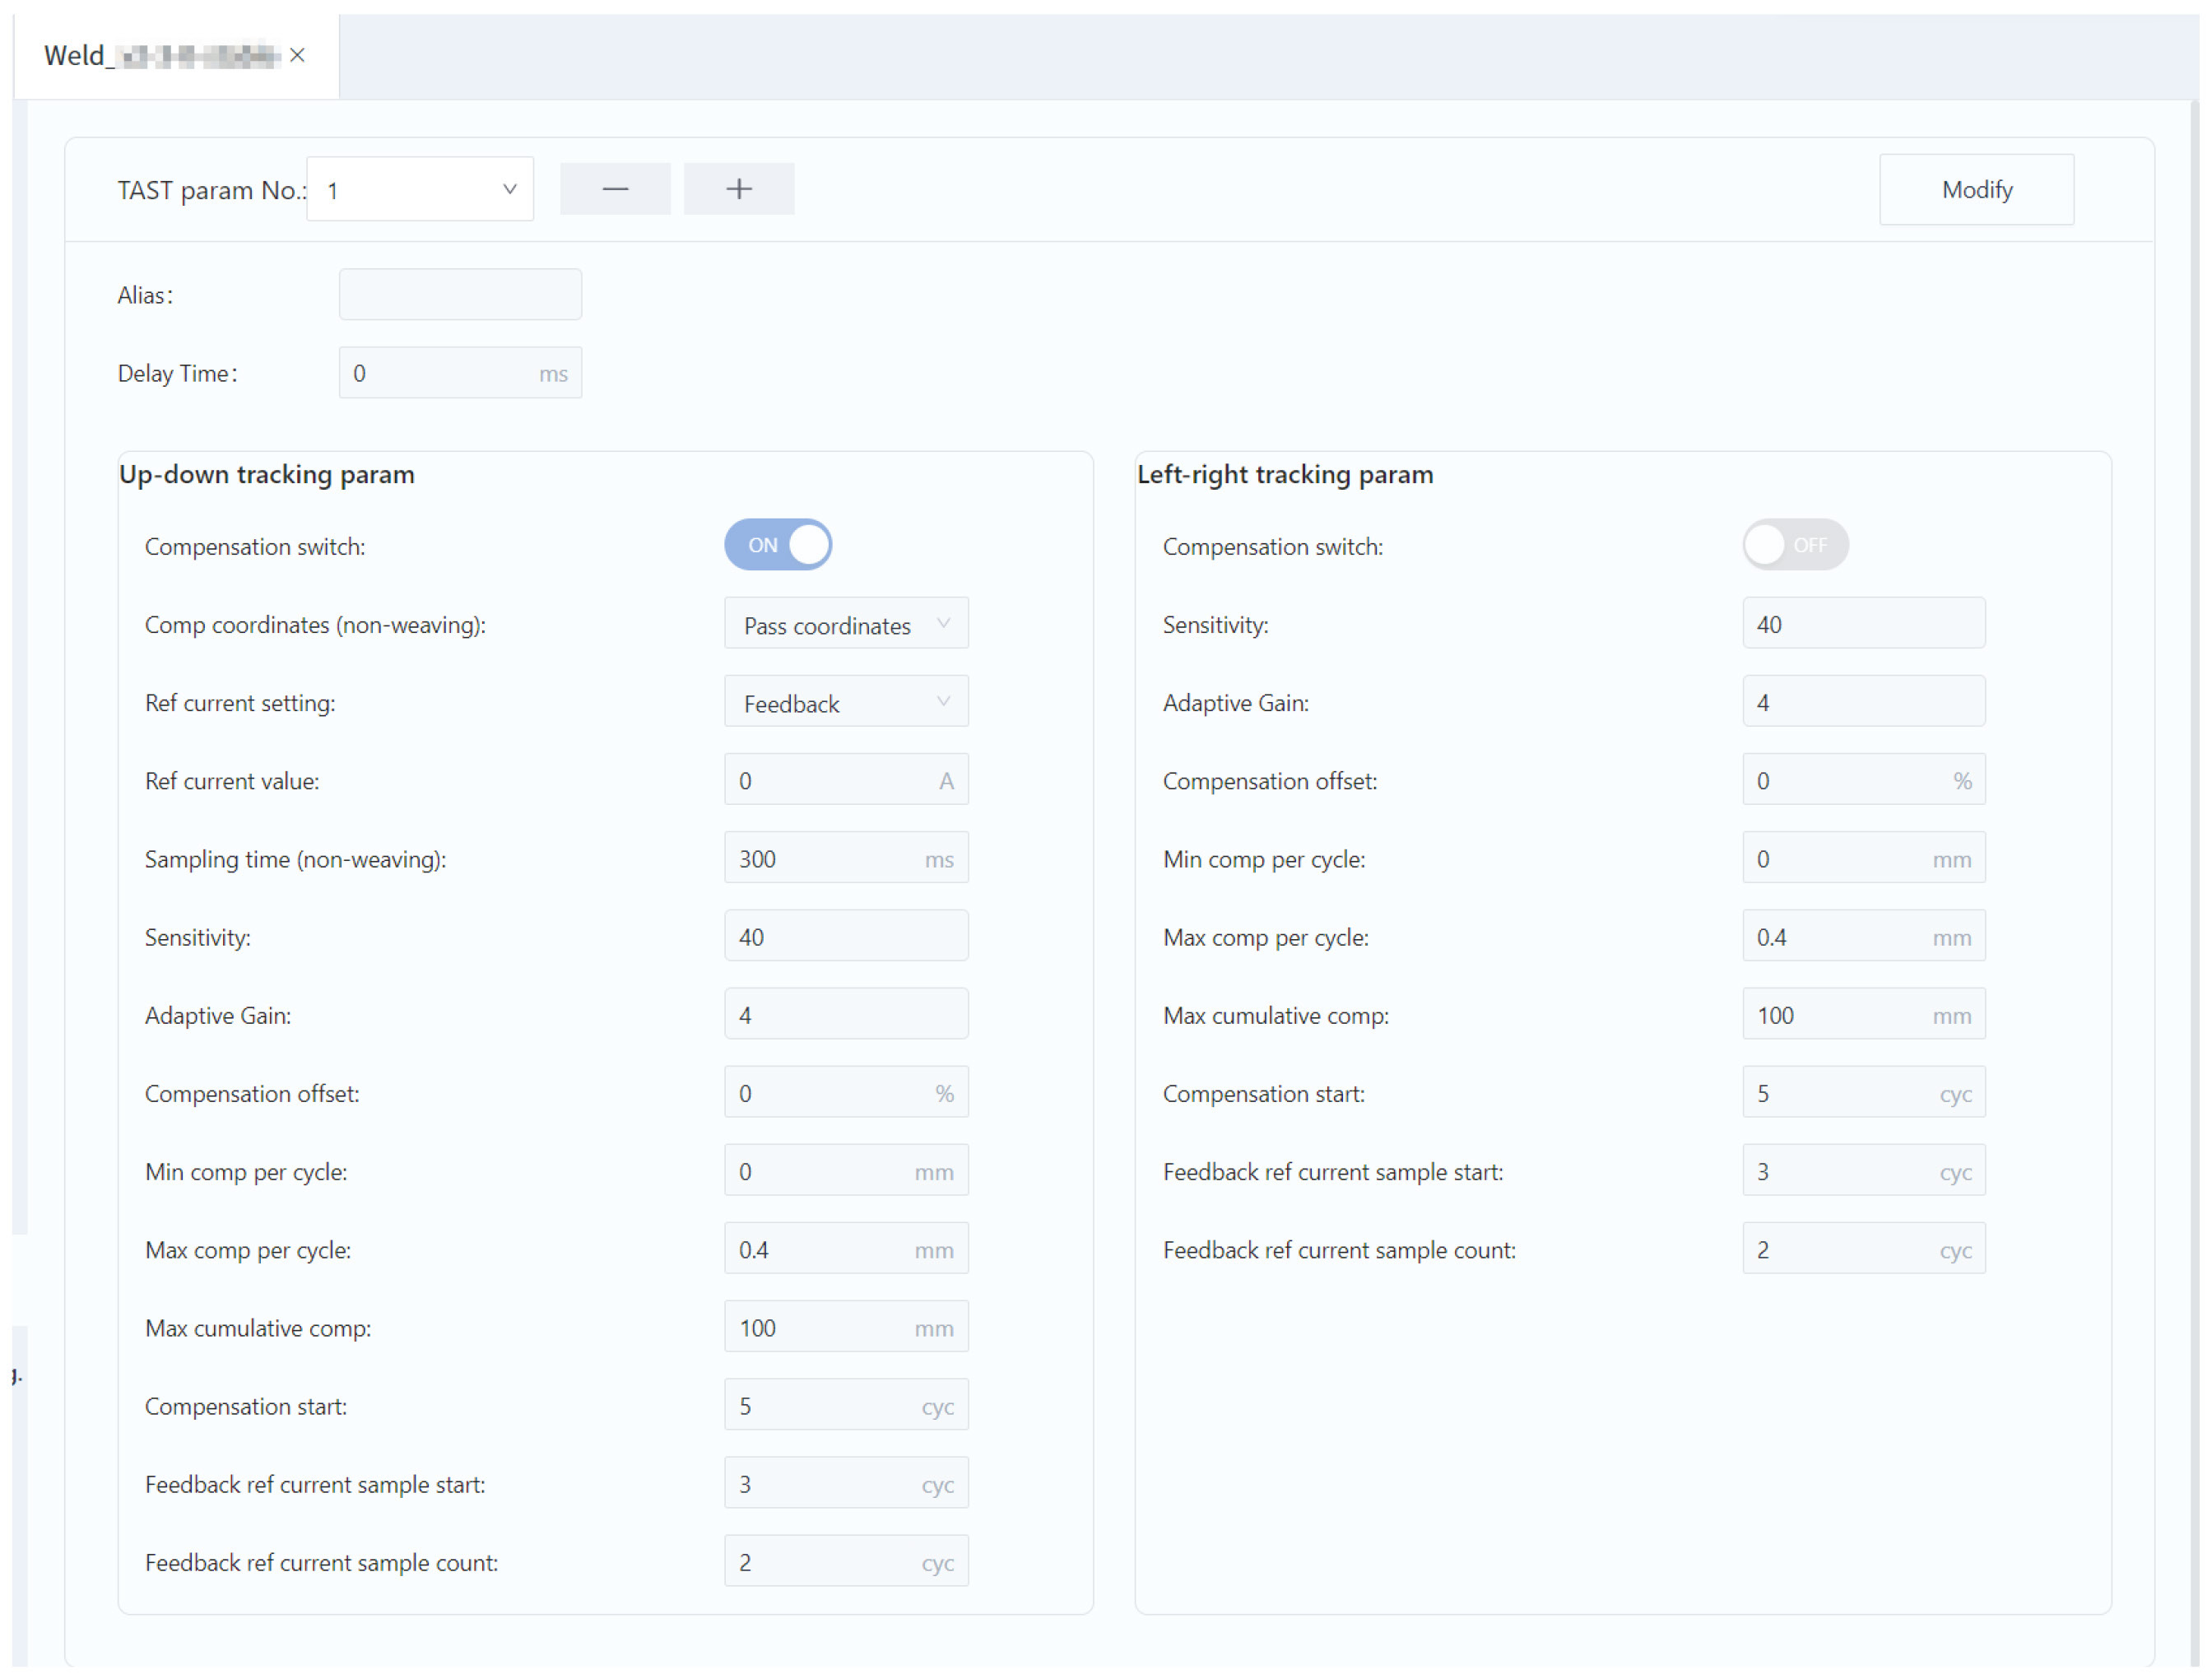 Weld_
TAST param No.: 1
Modify
Alias:
Delay Time: 0 ms
Up-down tracking param
Compensation switch: ON
Comp coordinates (non-weaving): Pass coordinates
Ref current setting: Feedback
Ref current value: 0 A
Sampling time (non-weaving): 300 ms
Sensitivity: 40
Adaptive Gain: 4
Compensation offset: 0 %
Min comp per cycle: 0 mm
Max comp per cycle: 0.4 mm
Max cumulative comp: 100 mm
Compensation start: 5 cyc
Feedback ref current sample start: 3 cyc
Feedback ref current sample count: 2 cyc
Left-right tracking param
Compensation switch: OFF
Sensitivity: 40
Adaptive Gain: 4
Compensation offset: 0 %
Min comp per cycle: 0 mm
Max comp per cycle: 0.4 mm
Max cumulative comp: 100 mm
Compensation start: 5 cyc
Feedback ref current sample start: 3 cyc
Feedback ref current sample count: 2 cyc